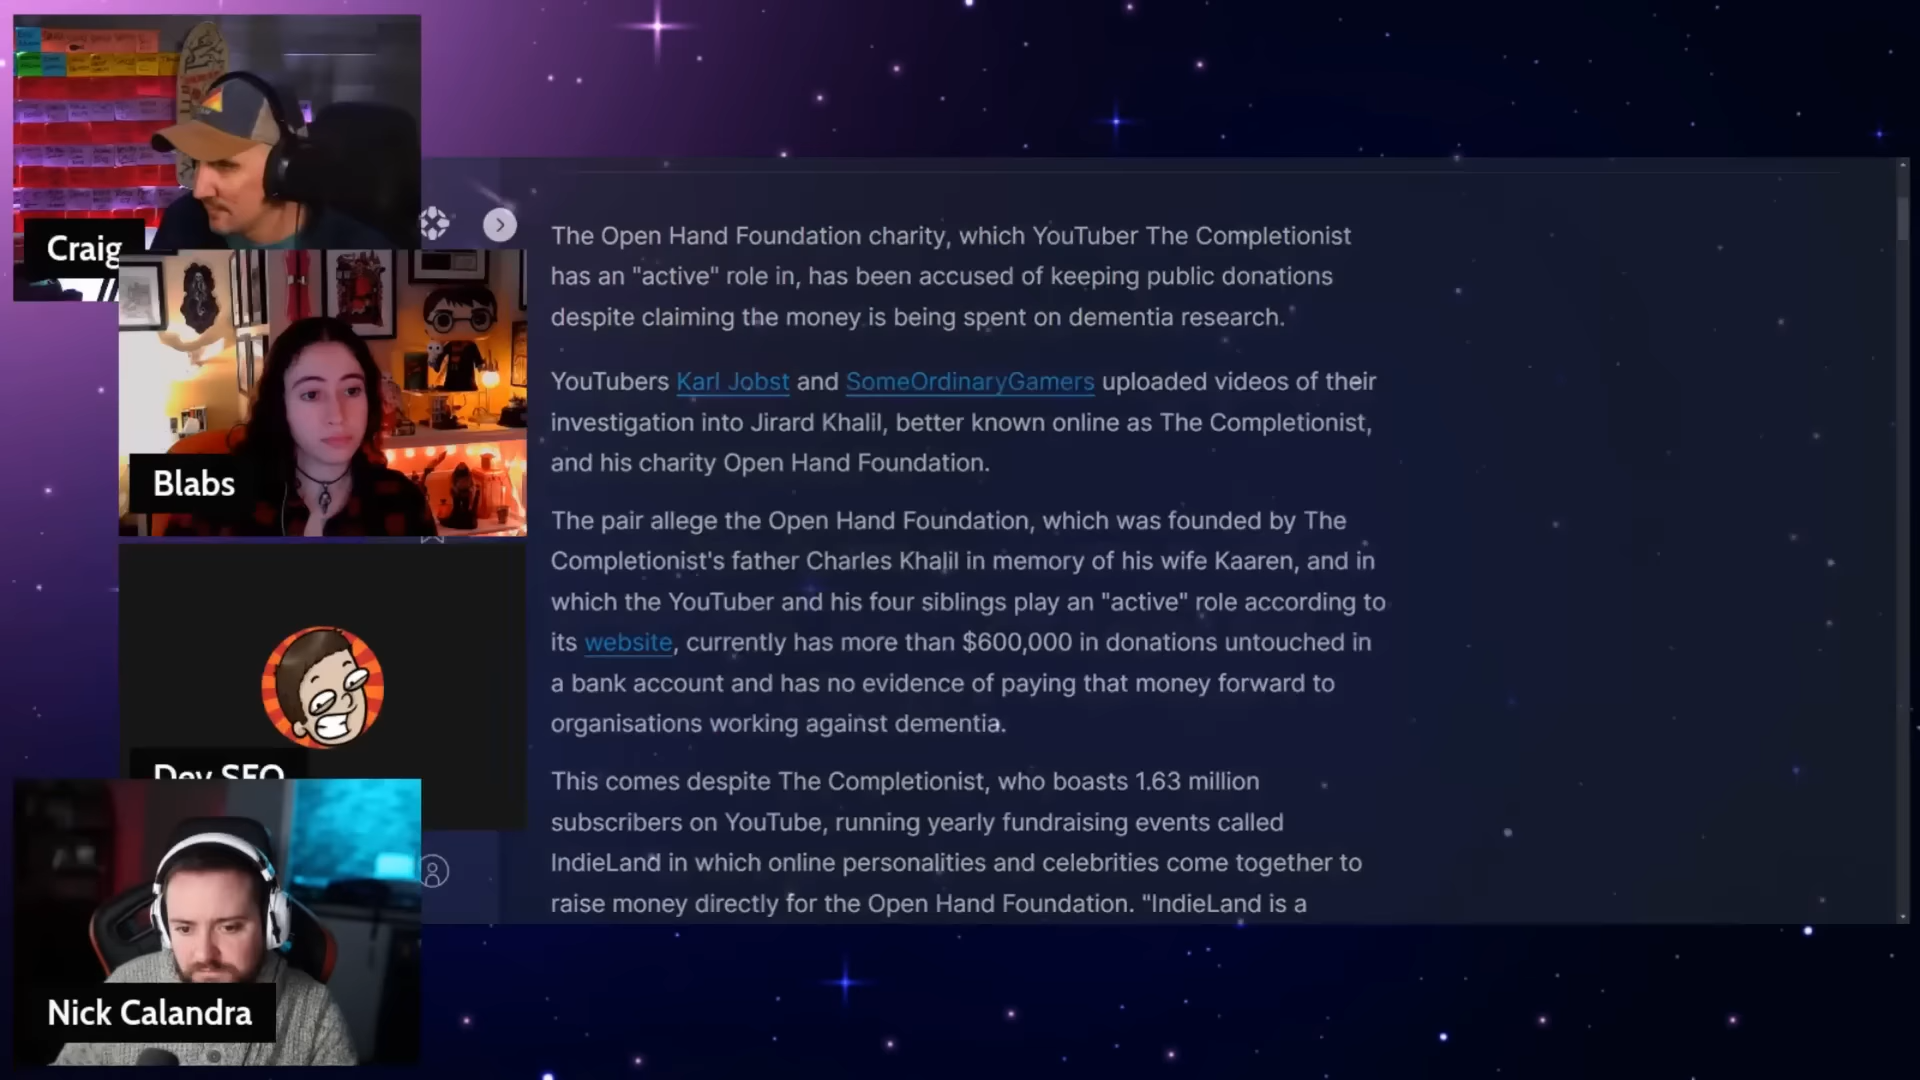 Craig
Blabs
Dev SEO
Nick Calandra
The Open Hand Foundation charity, which YouTuber The Completionist
has an "active" role in, has been accused of keeping public donations
despite claiming the money is being spent on dementia research.
YouTubers Karl Jobst and SomeOrdinaryGamers uploaded videos of their
investigation into Jirard Khalil, better known online as The Completionist,
and his charity Open Hand Foundation.
The pair allege the Open Hand Foundation, which was founded by The
Completionist's father Charles Khalil in memory of his wife Kaaren, and in
which the YouTuber and his four siblings play an "active" role according to
its website, currently has more than $600,000 in donations untouched in
a bank account and has no evidence of paying that money forward to
organisations working against dementia.
This comes despite The Completionist, who boasts 1.63 million
subscribers on YouTube, running yearly fundraising events called
IndieLand in which online personalities and celebrities come together to
raise money directly for the Open Hand Foundation. "IndieLand is a